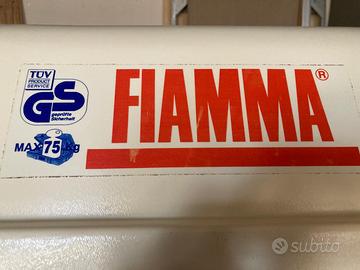 TÜV
PRODUCT
SERVICE
GS
geprüfte
Sicherheit
MAX 75 Kg
FIAMMA®
subito